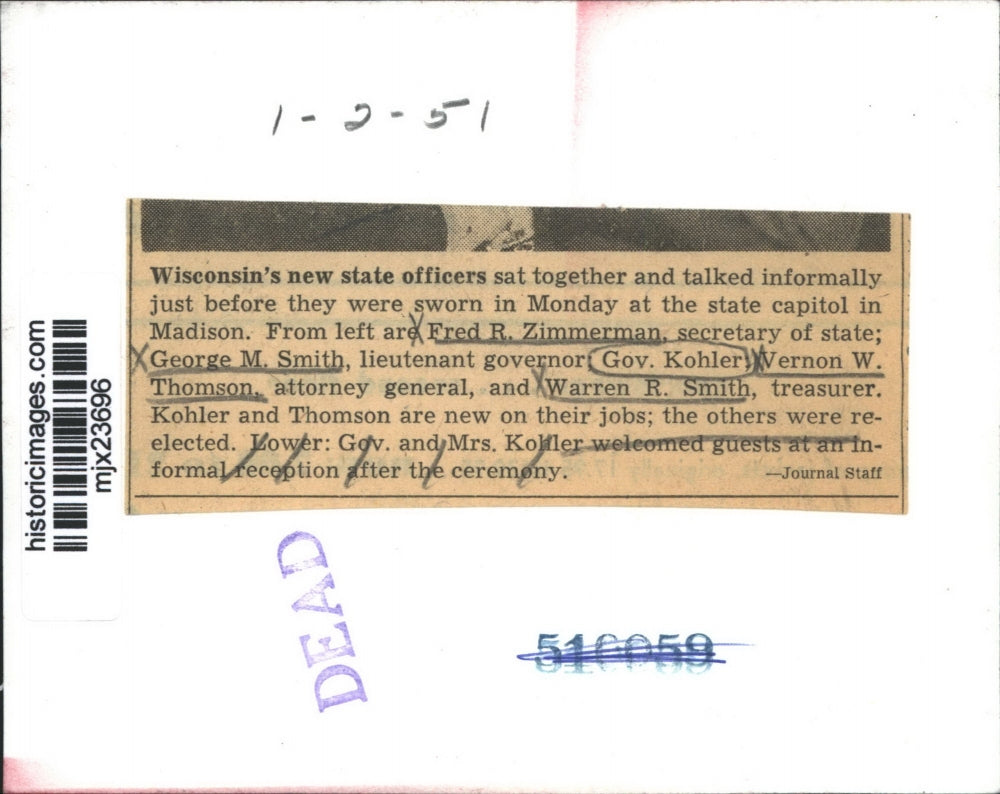 1-2-51
Wisconsin's new state officers sat together and talked informally
just before they were sworn in Monday at the state capitol in
Madison. From left are Fred R. Zimmerman, secretary of state;
George M. Smith, lieutenant governor; Gov. Kohler; Vernon W.
Thomson, attorney general, and Warren R. Smith, treasurer.
Kohler and Thomson are new on their jobs; the others were re-
elected. Lower: Gov. and Mrs. Kohler welcomed guests at an in-
formal reception after the ceremony.
—Journal Staff
historicimages.com
mjx23696
DEAD